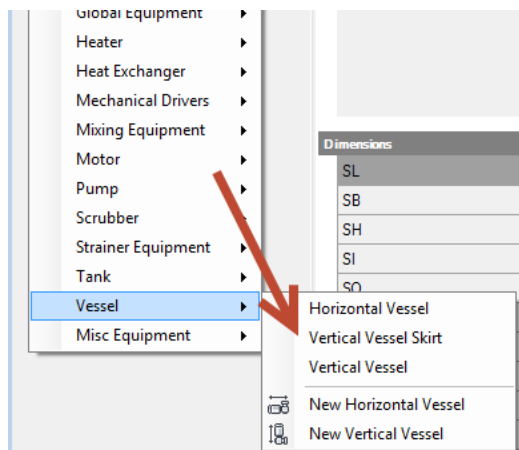 Global Equipment
Heater
Heat Exchanger
Mechanical Drivers
Mixing Equipment
Motor
Pump
Scrubber
Strainer Equipment
Tank
Vessel
Misc Equipment
Dimensions
SL
SB
SH
SI
SO
Horizontal Vessel
Vertical Vessel Skirt
Vertical Vessel
New Horizontal Vessel
New Vertical Vessel